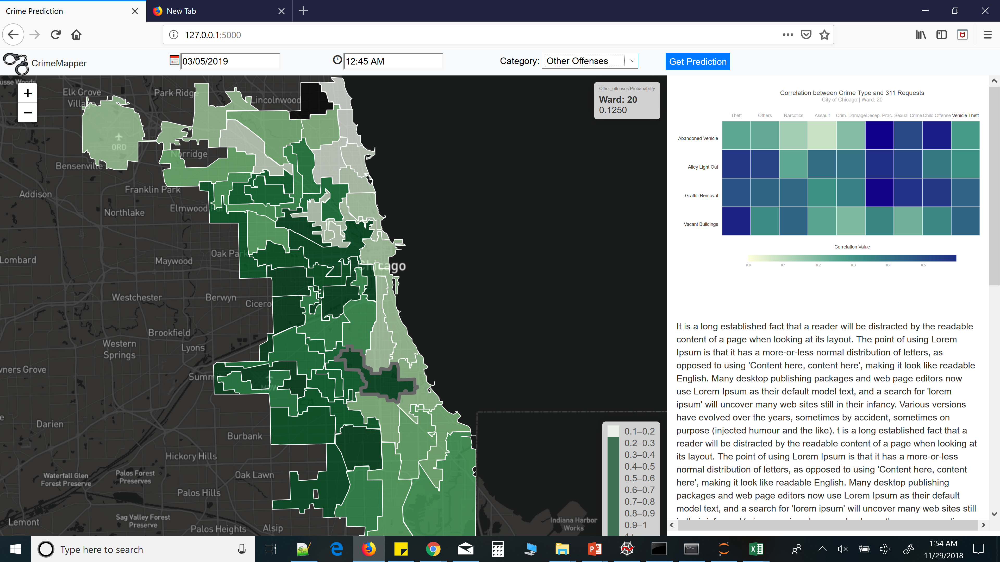 Crime Prediction
New Tab
127.0.0.1:5000
CrimeMapper
03/05/2019
12:45 AM
Category:
Other Offenses
Get Prediction
+
−
usse Woods
Elk Grove
Village
Park Ridge
Lincolnwood
ORD
Norridge
Bensenville
Addison
Franklin Park
Northlake
Elmwood Park
Oak Park
Lombard
Maywood
Chicago
Westchester
Berwyn
Cicero
Brookfield
Western
Springs
Lyons
wners Grove
Summit
MDW
Darien
Burbank
Hickory Hills
Waterfall Glen
Forest Preserve
Palos Forest
Preserves
Oak Lawn
Palos Hills
Lemont
Sag Valley Forest
Preserve
Palos Heights
Alsip
Indiana Harbor
Works
Other_offenses Probabability
Ward: 20
0.1250
0.1–0.2
0.2–0.3
0.3–0.4
0.4–0.5
0.5–0.6
0.6–0.7
0.7–0.8
0.8–0.9
0.9–1
Correlation between Crime Type and 311 Requests
City of Chicago | Ward: 20
Theft Others Narcotics Assault Crim. Damage Decep. Prac. Sexual Crime Child Offense Vehicle Theft
Abandoned Vehicle
Alley Light Out
Graffiti Removal
Vacant Buildings
Correlation Value
0.0 0.1 0.2 0.3 0.4 0.5
It is a long established fact that a reader will be distracted by the readable
content of a page when looking at its layout. The point of using Lorem
Ipsum is that it has a more-or-less normal distribution of letters, as
opposed to using 'Content here, content here', making it look like readable
English. Many desktop publishing packages and web page editors now
use Lorem Ipsum as their default model text, and a search for 'lorem
ipsum' will uncover many web sites still in their infancy. Various versions
have evolved over the years, sometimes by accident, sometimes on
purpose (injected humour and the like). t is a long established fact that a
reader will be distracted by the readable content of a page when looking at
its layout. The point of using Lorem Ipsum is that it has a more-or-less
normal distribution of letters, as opposed to using 'Content here, content
here', making it look like readable English. Many desktop publishing
packages and web page editors now use Lorem Ipsum as their default
model text, and a search for 'lorem ipsum' will uncover many web sites still
Type here to search
1:54 AM
11/29/2018